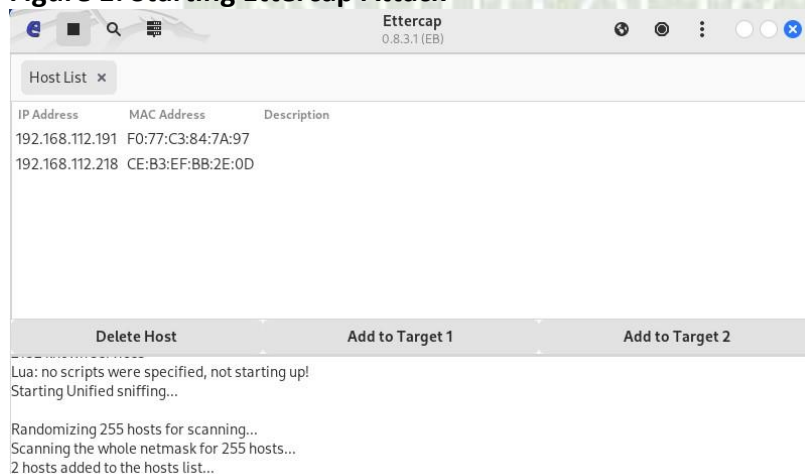 Ettercap
0.8.3.1 (EB)
Host List ×
IP Address MAC Address Description
192.168.112.191 F0:77:C3:84:7A:97
192.168.112.218 CE:B3:EF:BB:2E:0D
Delete Host Add to Target 1 Add to Target 2
Lua: no scripts were specified, not starting up!
Starting Unified sniffing...
Randomizing 255 hosts for scanning...
Scanning the whole netmask for 255 hosts...
2 hosts added to the hosts list...